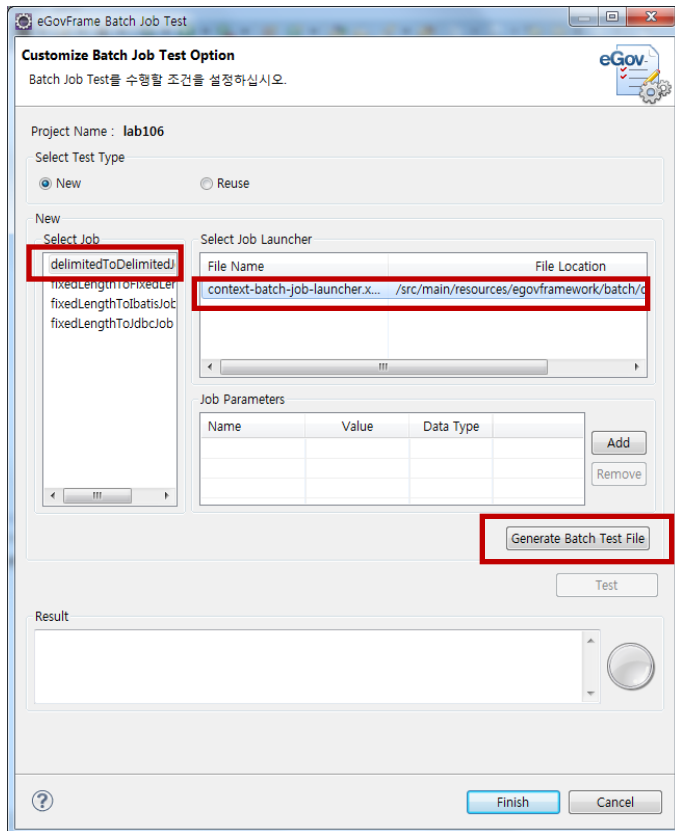 eGovFrame Batch Job Test
Customize Batch Job Test Option
Batch Job Test를 수행할 조건을 설정하십시오.
eGov
Project Name : lab106
Select Test Type
New
Reuse
New
Select Job
Select Job Launcher
delimitedToDelimitedJ
fixedLengthToFixedLer
fixedLengthToIbatisJob
fixedLengthToJdbcJob
File Name File Location
context-batch-job-launcher.x... /src/main/resources/egovframework/batch/c
Job Parameters
Name Value Data Type
Add
Remove
Generate Batch Test File
Test
Result
Finish
Cancel